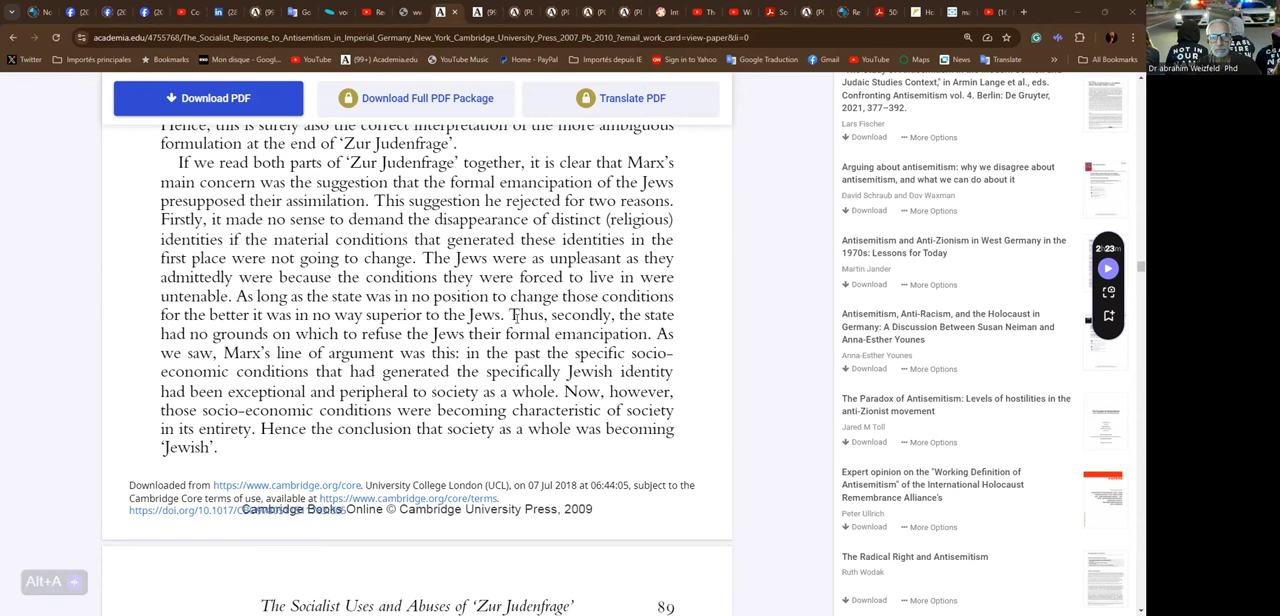 academia.edu/4755768/The_Socialist_Response_to_Antisemitism_in_Imperial_Germany_New_York_Cambridge_University_Press_2007_Pb_2010_?email_work_card=view-paper&li=0
Twitter Importés principales Bookmarks Mon disque - Googl... YouTube (99+) Academia.edu YouTube Music Home - PayPal Importés depuis IE Sign in to Yahoo Google Traduction Facebook Gmail YouTube Maps News Translate All Bookmarks
Dr abrahim Weizfeld Phd
Download PDF
Download Full PDF Package
Translate PDF
Hence, this is surely also the correct interpretation of the more ambiguous
formulation at the end of ‘Zur Judenfrage’.
If we read both parts of ‘Zur Judenfrage’ together, it is clear that Marx’s
main concern was the suggestion that the formal emancipation of the Jews
presupposed their assimilation. This suggestion he rejected for two reasons.
Firstly, it made no sense to demand the disappearance of distinct (religious)
identities if the material conditions that generated these identities in the
first place were not going to change. The Jews were as unpleasant as they
admittedly were because the conditions they were forced to live in were
untenable. As long as the state was in no position to change those conditions
for the better it was in no way superior to the Jews. Thus, secondly, the state
had no grounds on which to refuse the Jews their formal emancipation. As
we saw, Marx’s line of argument was this: in the past the specific socio-
economic conditions that had generated the specifically Jewish identity
had been exceptional and peripheral to society as a whole. Now, however,
those socio-economic conditions were becoming characteristic of society
in its entirety. Hence the conclusion that society as a whole was becoming
‘Jewish’.
Downloaded from https://www.cambridge.org/core. University College London (UCL), on 07 Jul 2018 at 06:44:05, subject to the
Cambridge Core terms of use, available at https://www.cambridge.org/core/terms.
https://doi.org/10.1017/
Cambridge Books Online © Cambridge University Press, 2009
Alt+A
The Socialist Uses and Abuses of ‘Zur Judenfrage’ 89
Judaic Studies Context," in Armin Lange et al., eds.
Confronting Antisemitism vol. 4. Berlin: De Gruyter,
2021, 377–392.
Lars Fischer
Download More Options
Arguing about antisemitism: why we disagree about
antisemitism, and what we can do about it
David Schraub and Dov Waxman
Download More Options
Antisemitism and Anti-Zionism in West Germany in the
1970s: Lessons for Today
Martin Jander
Download More Options
Antisemitism, Anti-Racism, and the Holocaust in
Germany: A Discussion Between Susan Neiman and
Anna-Esther Younes
Anna-Esther Younes
Download More Options
The Paradox of Antisemitism: Levels of hostilities in the
anti-Zionist movement
Jared M Toll
Download More Options
Expert opinion on the "Working Definition of
Antisemitism" of the International Holocaust
Remembrance Alliance's
Peter Ullrich
Download More Options
The Radical Right and Antisemitism
Ruth Wodak
Download More Options